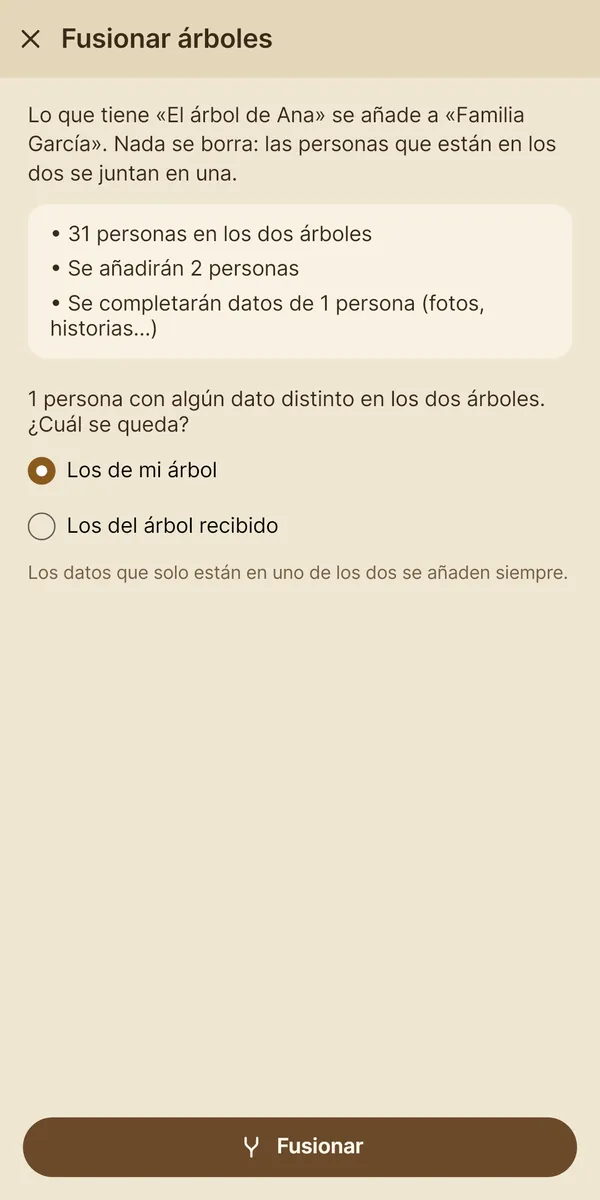 Fusionar árboles
Lo que tiene «El árbol de Ana» se añade a «Familia
García». Nada se borra: las personas que están en los
dos se juntan en una.
• 31 personas en los dos árboles
• Se añadirán 2 personas
• Se completarán datos de 1 persona (fotos,
historias...)
1 persona con algún dato distinto en los dos árboles.
¿Cuál se queda?
Los de mi árbol
Los del árbol recibido
Los datos que solo están en uno de los dos se añaden siempre.
Fusionar